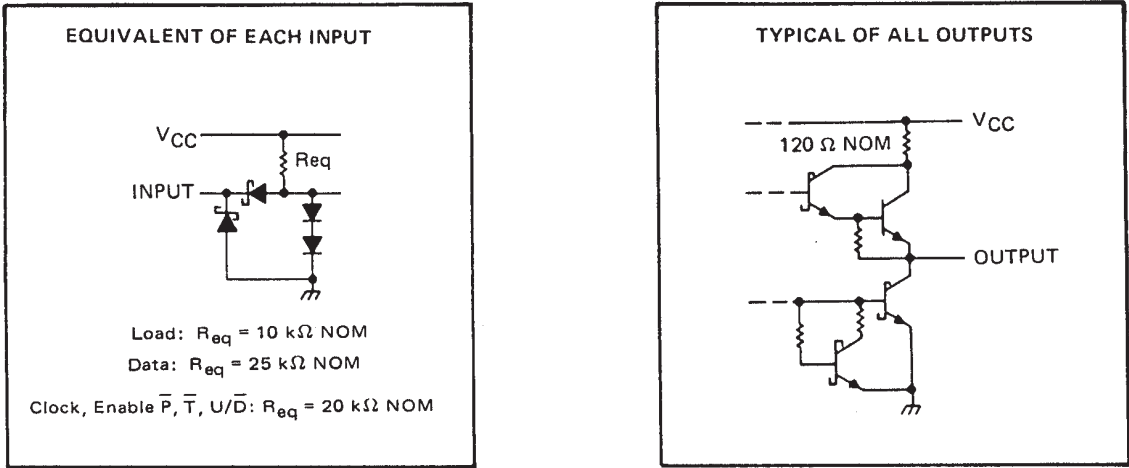 EQUIVALENT OF EACH INPUT
VCC
Req
INPUT
Load: Req = 10 kΩ NOM
Data: Req = 25 kΩ NOM
Clock, Enable P̅, T̅, U/D̅: Req = 20 kΩ NOM
TYPICAL OF ALL OUTPUTS
VCC
120 Ω NOM
OUTPUT